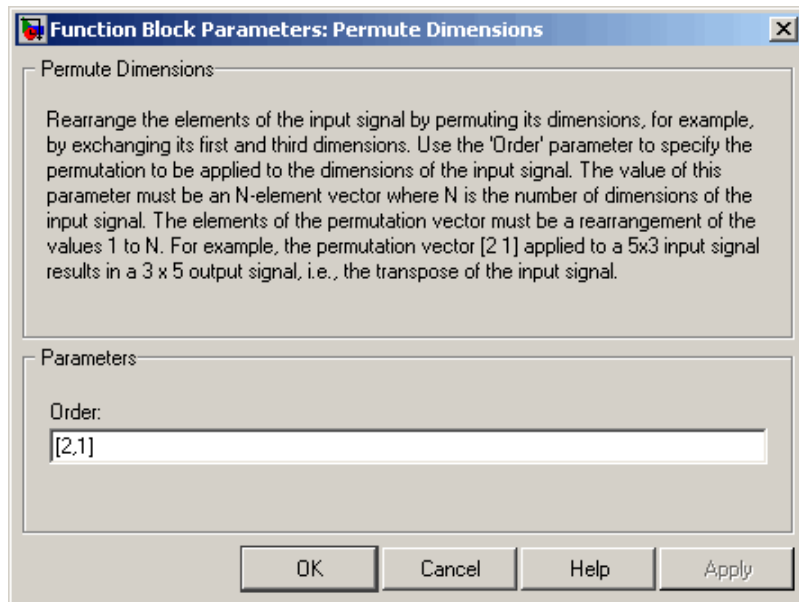 Function Block Parameters: Permute Dimensions
Permute Dimensions
Rearrange the elements of the input signal by permuting its dimensions, for example,
by exchanging its first and third dimensions. Use the 'Order' parameter to specify the
permutation to be applied to the dimensions of the input signal. The value of this
parameter must be an N-element vector where N is the number of dimensions of the
input signal. The elements of the permutation vector must be a rearrangement of the
values 1 to N. For example, the permutation vector [2 1] applied to a 5x3 input signal
results in a 3 x 5 output signal, i.e., the transpose of the input signal.
Parameters
Order:
[2,1]
OK Cancel Help Apply